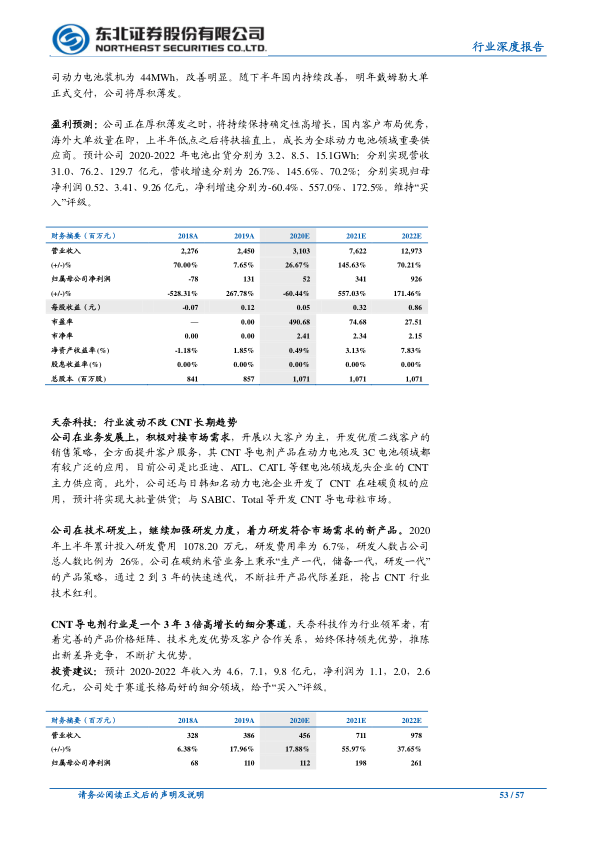 东北证券股份有限公司
NORTHEAST SECURITIES CO.,LTD.
行业深度报告
司动力电池装机为 44MWh，改善明显。随下半年国内持续改善，明年戴姆勒大单
正式交付，公司将厚积薄发。
盈利预测：公司正在厚积薄发之时，将持续保持确定性高增长，国内客户布局优秀，
海外大单放量在即，上半年低点之后将扶摇直上，成长为全球动力电池领域重要供
应商。预计公司 2020-2022 年电池出货分别为 3.2、8.5、15.1GWh；分别实现营收
31.0、76.2、129.7 亿元，营收增速分别为 26.7%、145.6%、70.2%；分别实现归母
净利润 0.52、3.41、9.26 亿元，净利增速分别为-60.4%、557.0%、172.5%。维持“买
入”评级。
财务摘要（百万元） 2018A 2019A 2020E 2021E 2022E
营业收入 2,276 2,450 3,103 7,622 12,973
(+/-)% 70.00% 7.65% 26.67% 145.63% 70.21%
归属母公司净利润 -78 131 52 341 926
(+/-)% -528.31% 267.78% -60.44% 557.03% 171.46%
每股收益（元） -0.07 0.12 0.05 0.32 0.86
市盈率 — 0.00 490.68 74.68 27.51
市净率 0.00 0.00 2.41 2.34 2.15
净资产收益率(%) -1.18% 1.85% 0.49% 3.13% 7.83%
股息收益率(%) 0.00% 0.00% 0.00% 0.00% 0.00%
总股本 (百万股) 841 857 1,071 1,071 1,071
天奈科技：行业波动不改 CNT 长期趋势
公司在业务发展上，积极对接市场需求，开展以大客户为主，开发优质二线客户的
销售策略，全方面提升客户服务，其 CNT 导电剂产品在动力电池及 3C 电池领域都
有较广泛的应用，目前公司是比亚迪、ATL、CATL 等锂电池领域龙头企业的 CNT
主力供应商。此外，公司还与日韩知名动力电池企业开发了 CNT 在硅碳负极的应
用，预计将实现大批量供货；与 SABIC、Total 等开发 CNT 导电母粒市场。
公司在技术研发上，继续加强研发力度，着力研发符合市场需求的新产品。2020
年上半年累计投入研发费用 1078.20 万元，研发费用率为 6.7%，研发人数占公司
总人数比例为 26%。公司在碳纳米管业务上秉承“生产一代，储备一代，研发一代”
的产品策略，通过 2 到 3 年的快速迭代，不断拉开产品代际差距，抢占 CNT 行业
技术红利。
CNT 导电剂行业是一个 3 年 3 倍高增长的细分赛道，天奈科技作为行业领军者，有
着完善的产品价格矩阵、技术先发优势及客户合作关系，始终保持领先优势，推陈
出新差异竞争，不断扩大优势。
投资建议：预计 2020-2022 年收入为 4.6，7.1，9.8 亿元，净利润为 1.1，2.0，2.6
亿元，公司处于赛道长格局好的细分领域，给予“买入”评级。
财务摘要（百万元） 2018A 2019A 2020E 2021E 2022E
营业收入 328 386 456 711 978
(+/-)% 6.38% 17.96% 17.88% 55.97% 37.65%
归属母公司净利润 68 110 112 198 261
请务必阅读正文后的声明及说明 53 / 57